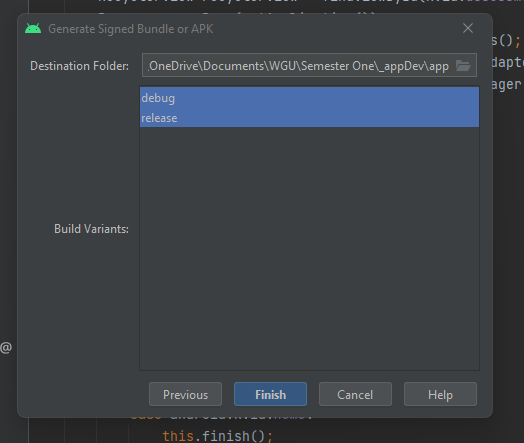 Generate Signed Bundle or APK
s();
Destination Folder:
OneDrive\Documents\WGU\Semester One\_appDev\app
dapt
ager
debug
release
Build Variants:
@
Previous
Finish
Cancel
Help
this.finish();